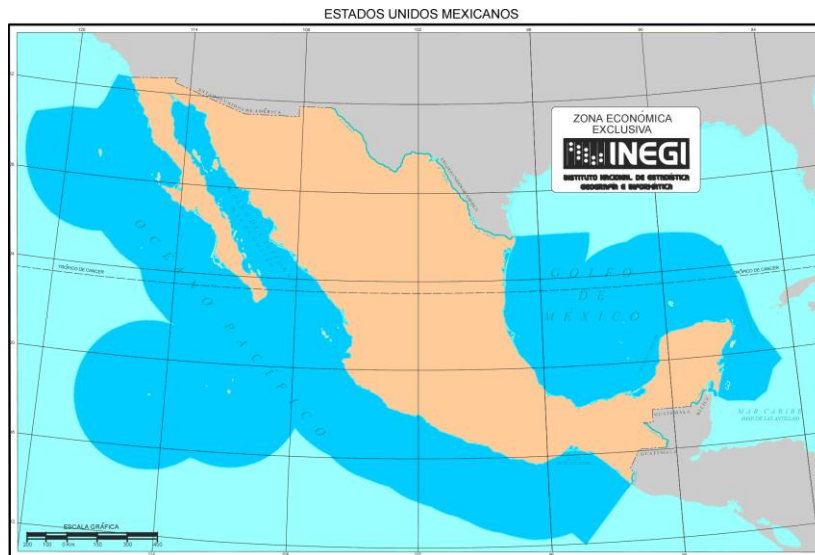 ESTADOS UNIDOS MEXICANOS
ESTADOS UNIDOS DE AMÉRICA
ZONA ECONÓMICA
EXCLUSIVA
INEGI
INSTITUTO NACIONAL DE ESTADÍSTICA
GEOGRAFÍA E INFORMÁTICA
OCÉANO PACÍFICO
TRÓPICO DE CÁNCER
GOLFO
DE
MÉXICO
TRÓPICO DE CÁNCER
GUATEMALA
BELICE
MAR CARIBE
(MAR DE LAS ANTILLAS)
GUATEMALA
ESCALA GRÁFICA